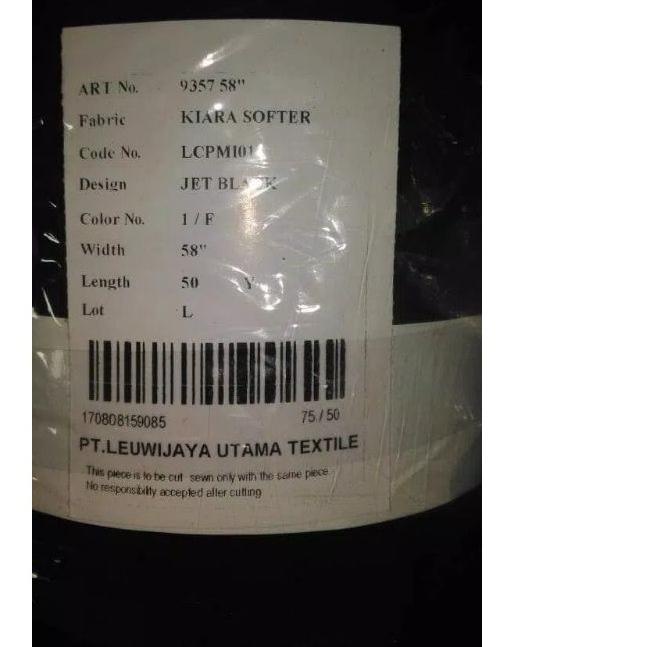 ART No. 9357 58"
Fabric KIARA SOFTER
Code No.
Design JET BLACK
Color No. 1 / F
Width 58"
Length 50 Y
Lot L
170808159085 75 / 50
PT.LEUWIJAYA UTAMA TEXTILE
This piece is to be cut sewn only with the same piece.
No responsibility accepted after cutting